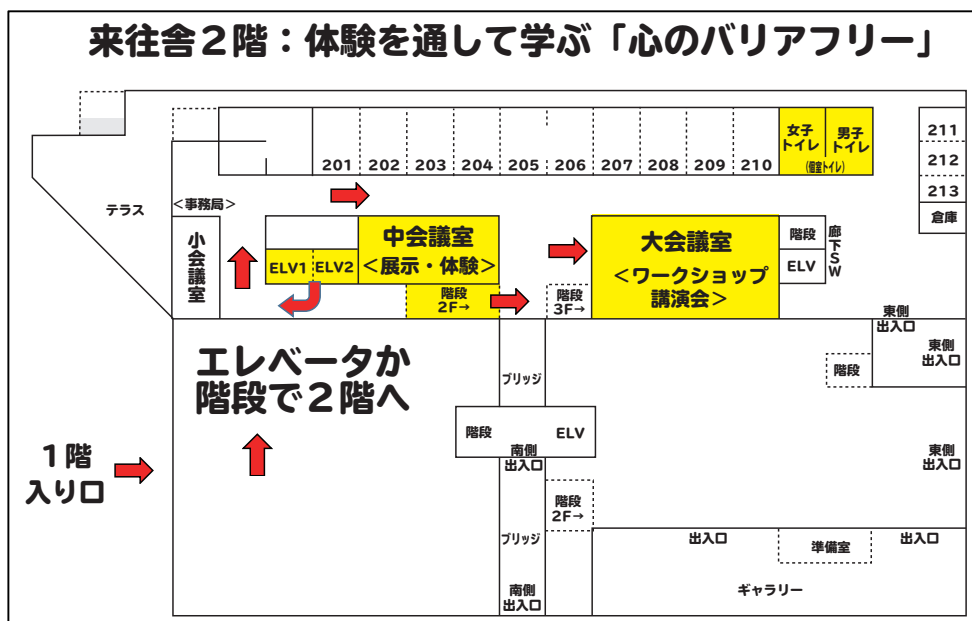 来往舎２階：体験を通して学ぶ「心のバリアフリー」
女子
トイレ
男子
トイレ
(個室トイレ)
201
202
203
204
205
206
207
208
209
210
211
212
213
倉庫
テラス
＜事務局＞
小会議室
ELV1
ELV2
中会議室
＜展示・体験＞
階段
2F→
階段
3F→
大会議室
＜ワークショップ
講演会＞
階段
ELV
廊下SW
東側
出入口
東側
出入口
階段
エレベータか
階段で２階へ
ブリッジ
階段
ELV
南側
出入口
１階
入り口
東側
出入口
階段
2F→
ブリッジ
出入口
準備室
出入口
南側
出入口
ギャラリー